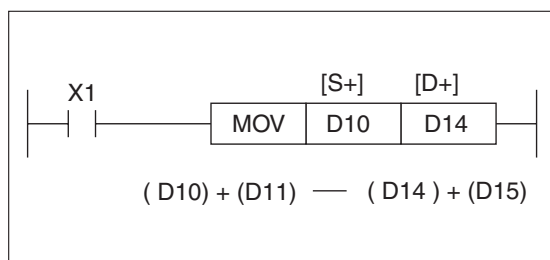 [S+] [D+]
X1
MOV D10 D14
( D10) + (D11) — ( D14 ) + (D15)